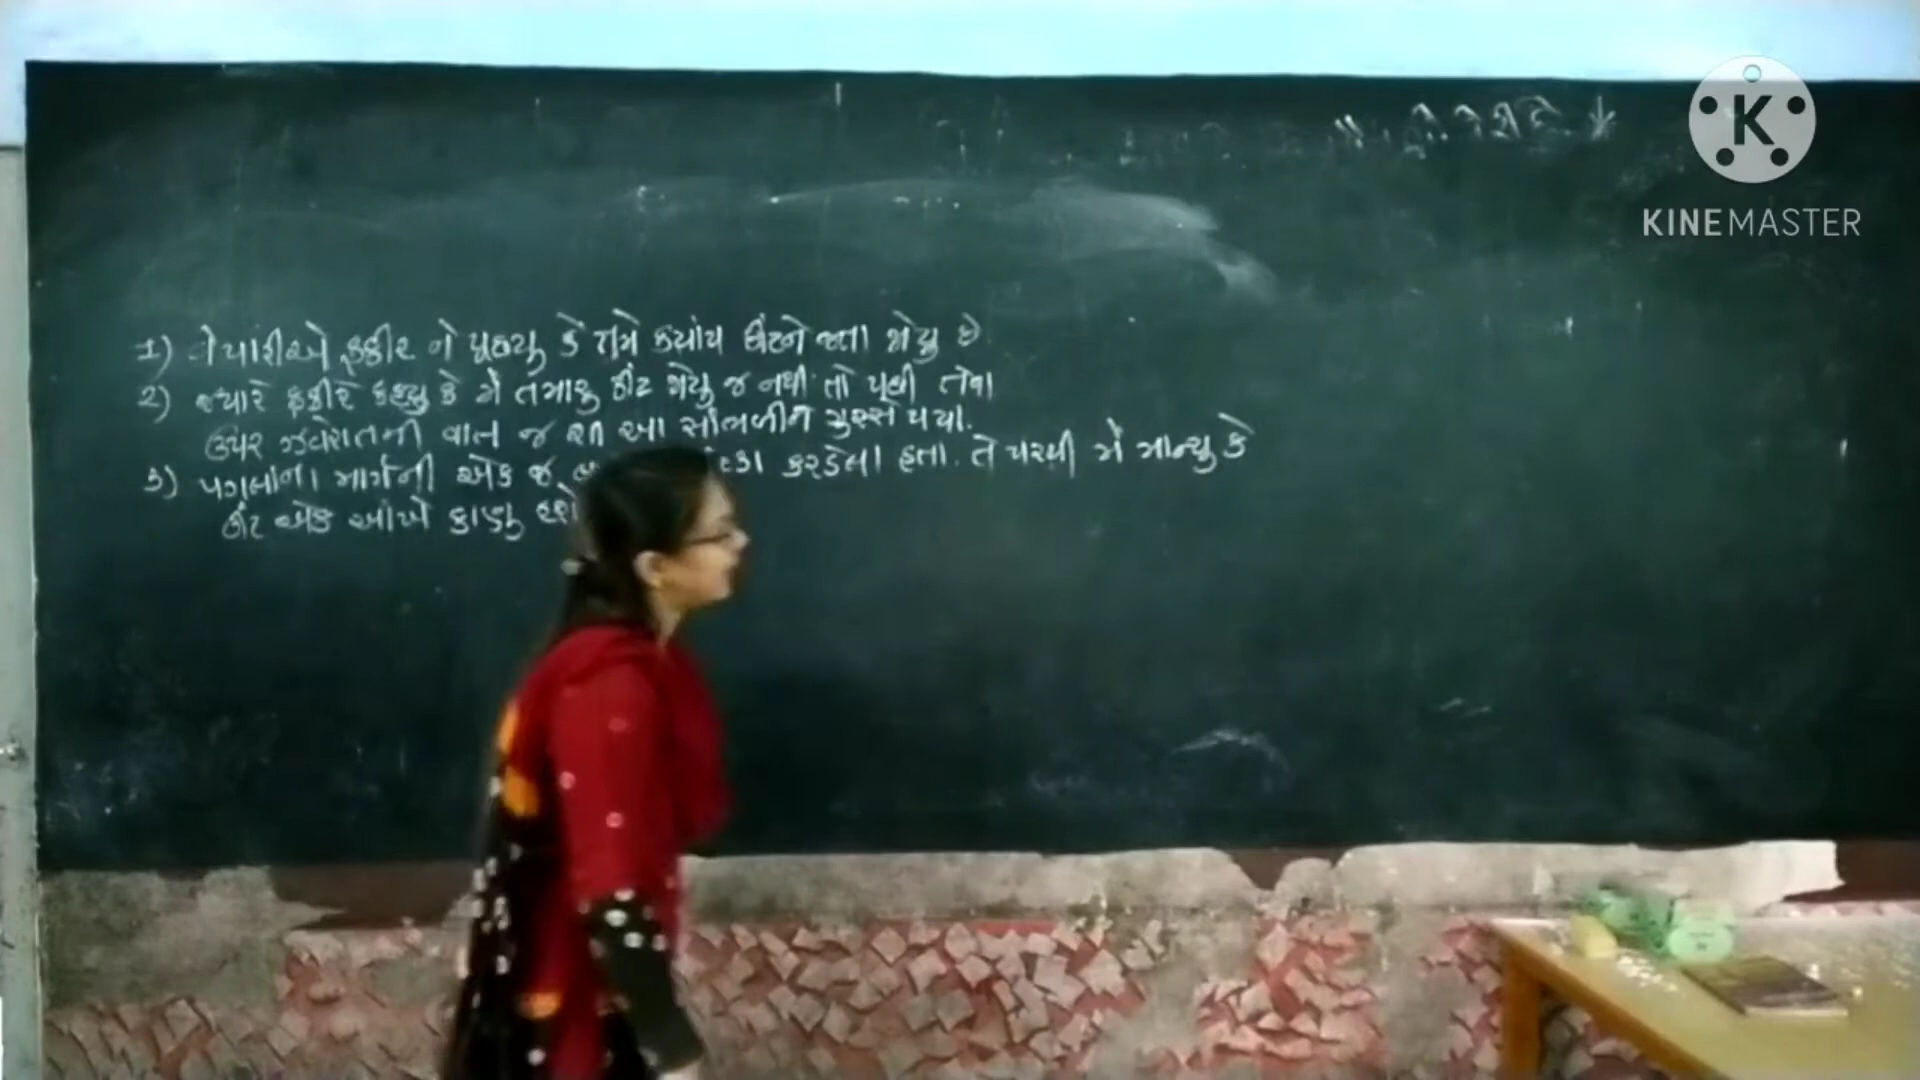 KINEMASTER
1) વેપારીએ ફકીર ને પૂછ્યુ કે તમે કયાંય ઊંટને જતા જોયુ છે
2) જ્યારે ફકીરે કહ્યુ કે મેં તમારૂ ઊંટ જોયુ જ નથી તો પછી તેના
ઉપર ઝવેરાતની વાત જ શી આ સાંભળીને ગુસ્સે થયા.
3) પગલાંના માર્ગની એક જ કરડેલા હતા. તે પરથી મેં માન્યુ કે
ઊંટ એક આંખે કાણુ હશે